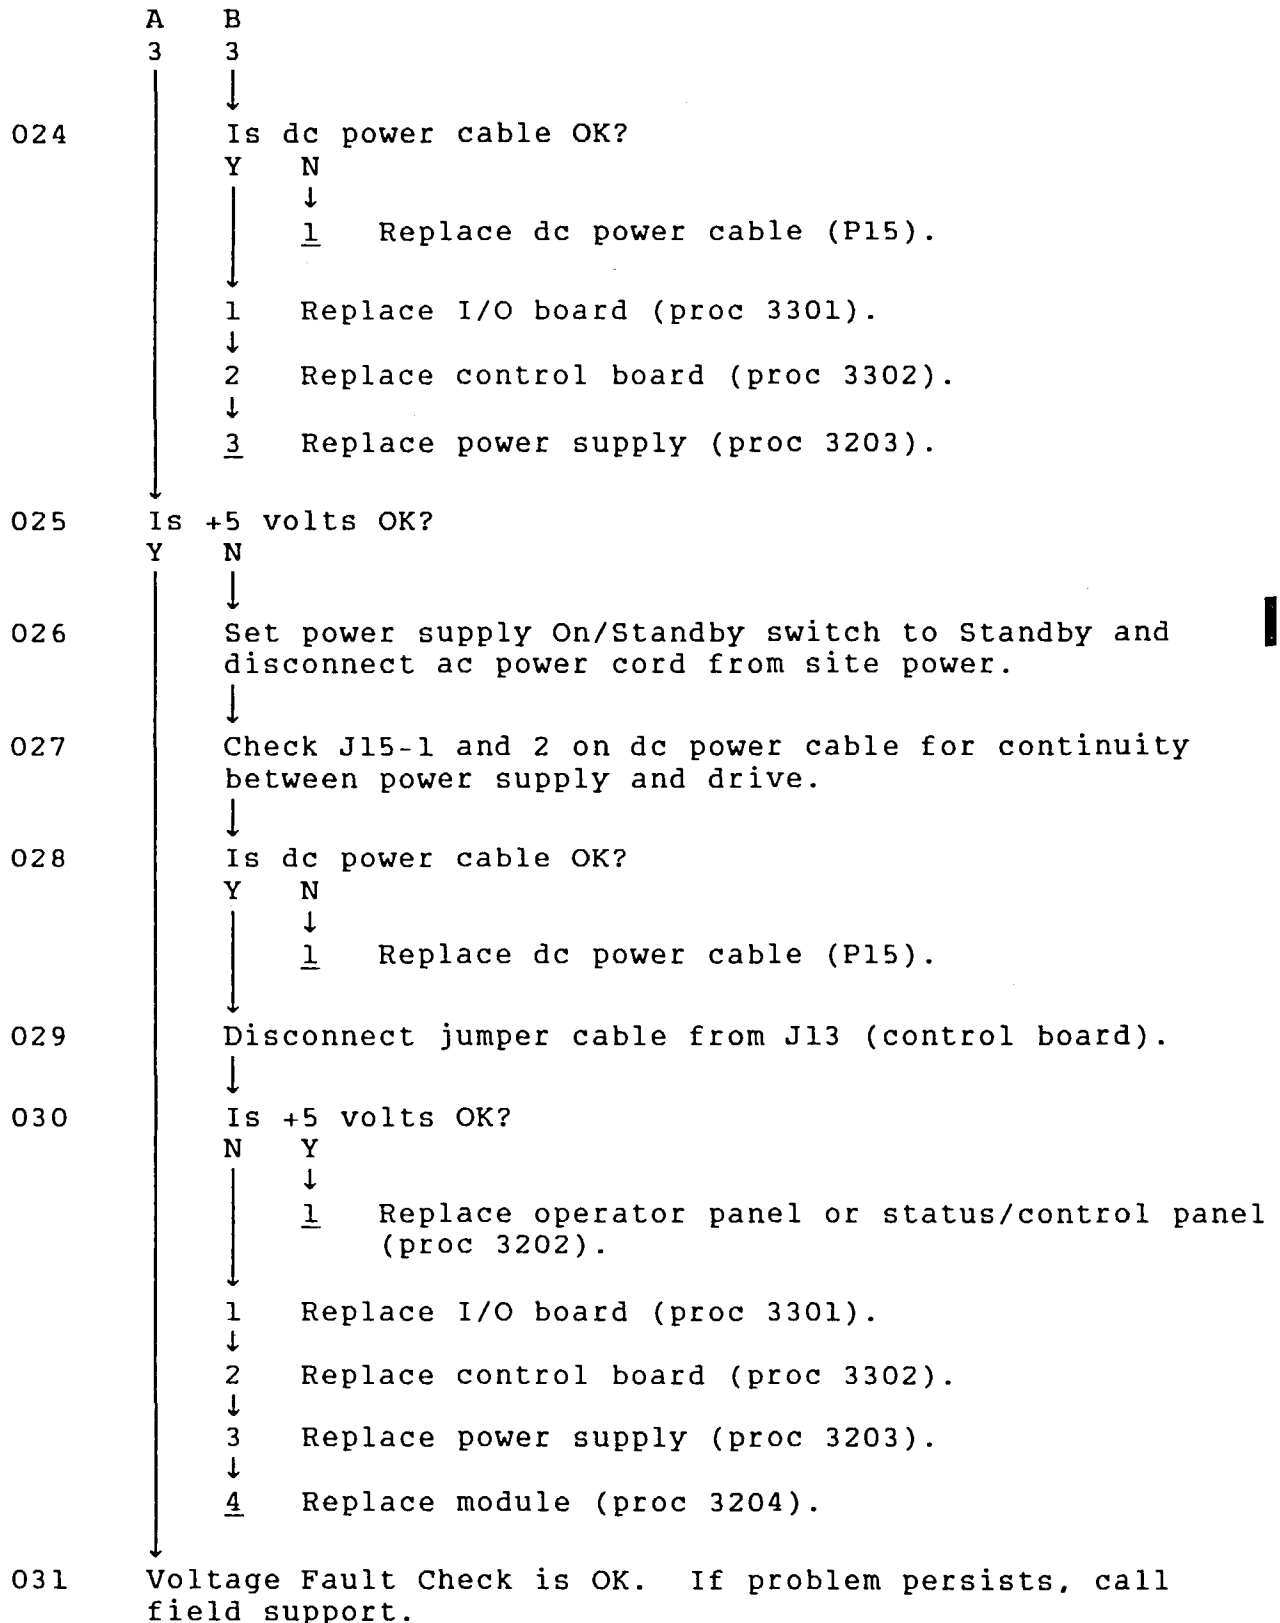 A B
3 3
024 Is dc power cable OK?
Y N
1 Replace dc power cable (P15).
1 Replace I/O board (proc 3301).
2 Replace control board (proc 3302).
3 Replace power supply (proc 3203).
025 Is +5 volts OK?
Y N
026 Set power supply On/Standby switch to Standby and
disconnect ac power cord from site power.
027 Check J15-1 and 2 on dc power cable for continuity
between power supply and drive.
028 Is dc power cable OK?
Y N
1 Replace dc power cable (P15).
029 Disconnect jumper cable from J13 (control board).
030 Is +5 volts OK?
N Y
1 Replace operator panel or status/control panel
(proc 3202).
1 Replace I/O board (proc 3301).
2 Replace control board (proc 3302).
3 Replace power supply (proc 3203).
4 Replace module (proc 3204).
031 Voltage Fault Check is OK. If problem persists, call
field support.